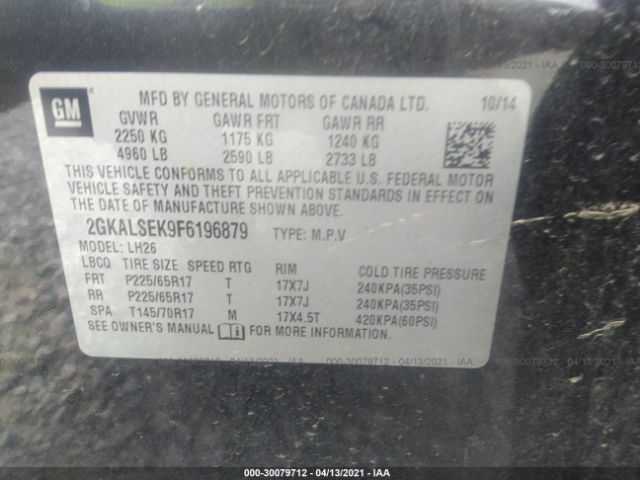 GM
MFD BY GENERAL MOTORS OF CANADA LTD. 10/14
GVWR GAWR FRT GAWR RR
2250 KG 1175 KG 1240 KG
4960 LB 2590 LB 2733 LB
THIS VEHICLE CONFORMS TO ALL APPLICABLE U.S. FEDERAL MOTOR
VEHICLE SAFETY AND THEFT PREVENTION STANDARDS IN EFFECT ON
THE DATE OF MANUFACTURE SHOWN ABOVE.
2GKALSEK9F6196879 TYPE: M.P.V
MODEL: LH26
LBCQ TIRE SIZE SPEED RTG RIM COLD TIRE PRESSURE
FRT P225/65R17 T 17X7J 240KPA(35PSI)
RR P225/65R17 T 17X7J 240KPA(35PSI)
SPA T145/70R17 M 17X4.5T 420KPA(60PSI)
SEE OWNER'S MANUAL FOR MORE INFORMATION.
000-30079712 - 04/13/2021 - IAA